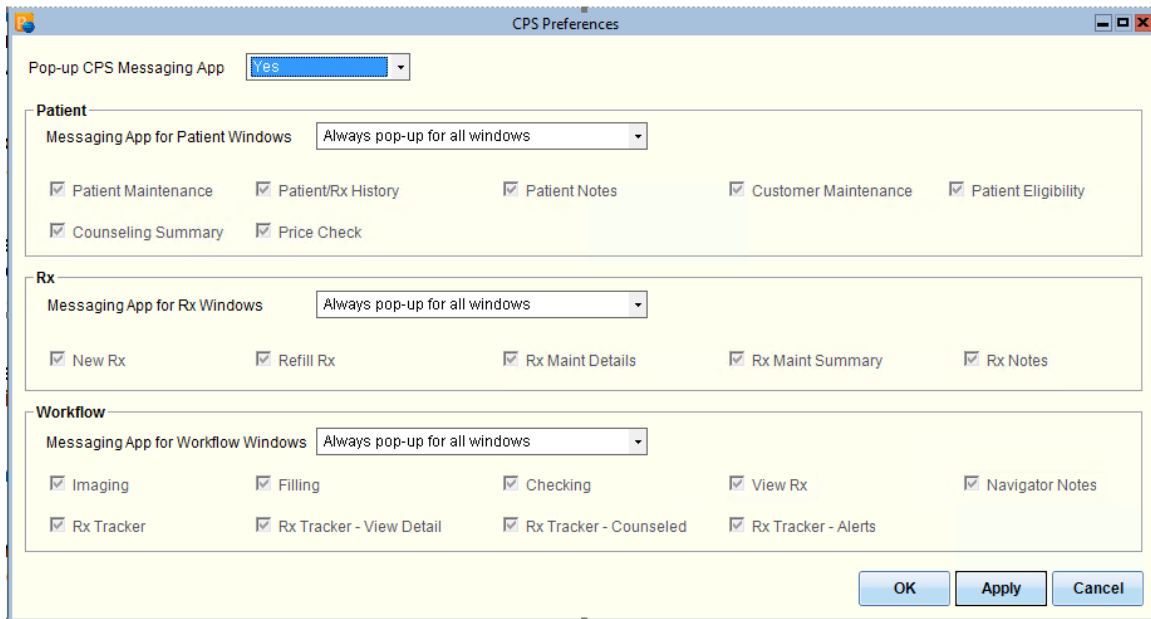 CPS Preferences
Pop-up CPS Messaging App Yes
Patient
Messaging App for Patient Windows Always pop-up for all windows
Patient Maintenance Patient/Rx History Patient Notes Customer Maintenance Patient Eligibility
Counseling Summary Price Check
Rx
Messaging App for Rx Windows Always pop-up for all windows
New Rx Refill Rx Rx Maint Details Rx Maint Summary Rx Notes
Workflow
Messaging App for Workflow Windows Always pop-up for all windows
Imaging Filling Checking View Rx Navigator Notes
Rx Tracker Rx Tracker - View Detail Rx Tracker - Counseled Rx Tracker - Alerts
OK Apply Cancel